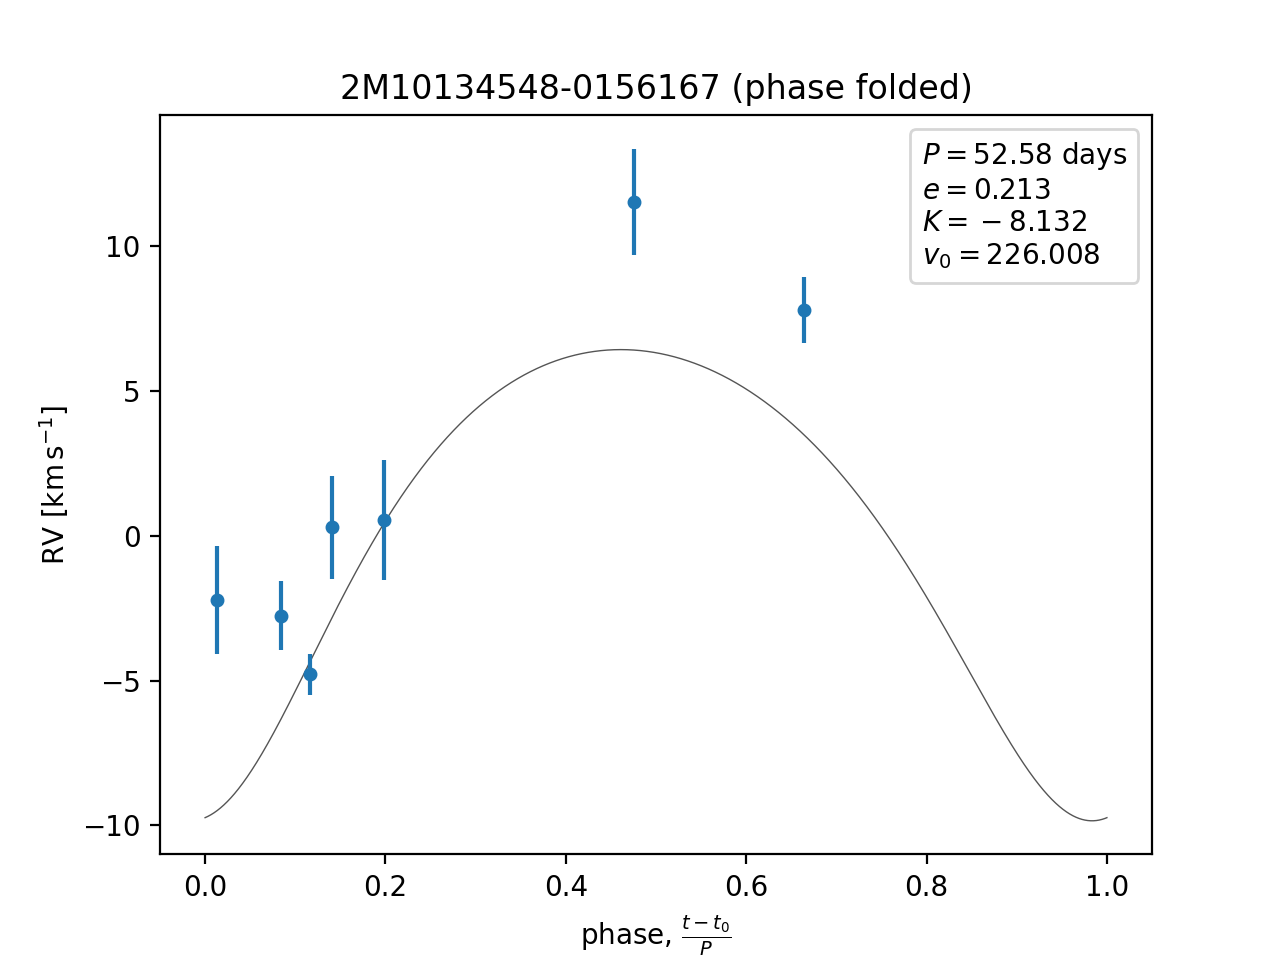 2M10134548-0156167 (phase folded)
P = 52.58 days
e = 0.213
K = −8.132
v₀ = 226.008
RV [km s⁻¹]
10
5
0
−5
−10
0.0 0.2 0.4 0.6 0.8 1.0
phase, (t − t₀)/P